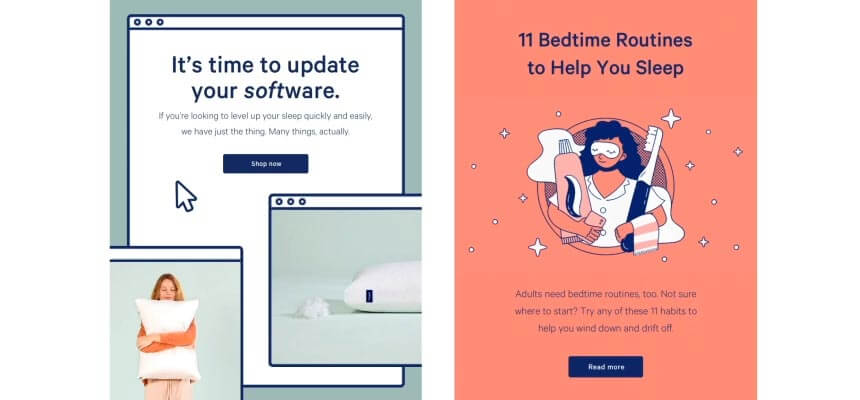 It's time to update
your software.
If you're looking to level up your sleep quickly and easily,
we have just the thing. Many things, actually.
Shop now
11 Bedtime Routines
to Help You Sleep
Adults need bedtime routines, too. Not sure
where to start? Try any of these 11 habits to
help you wind down and drift off.
Read more